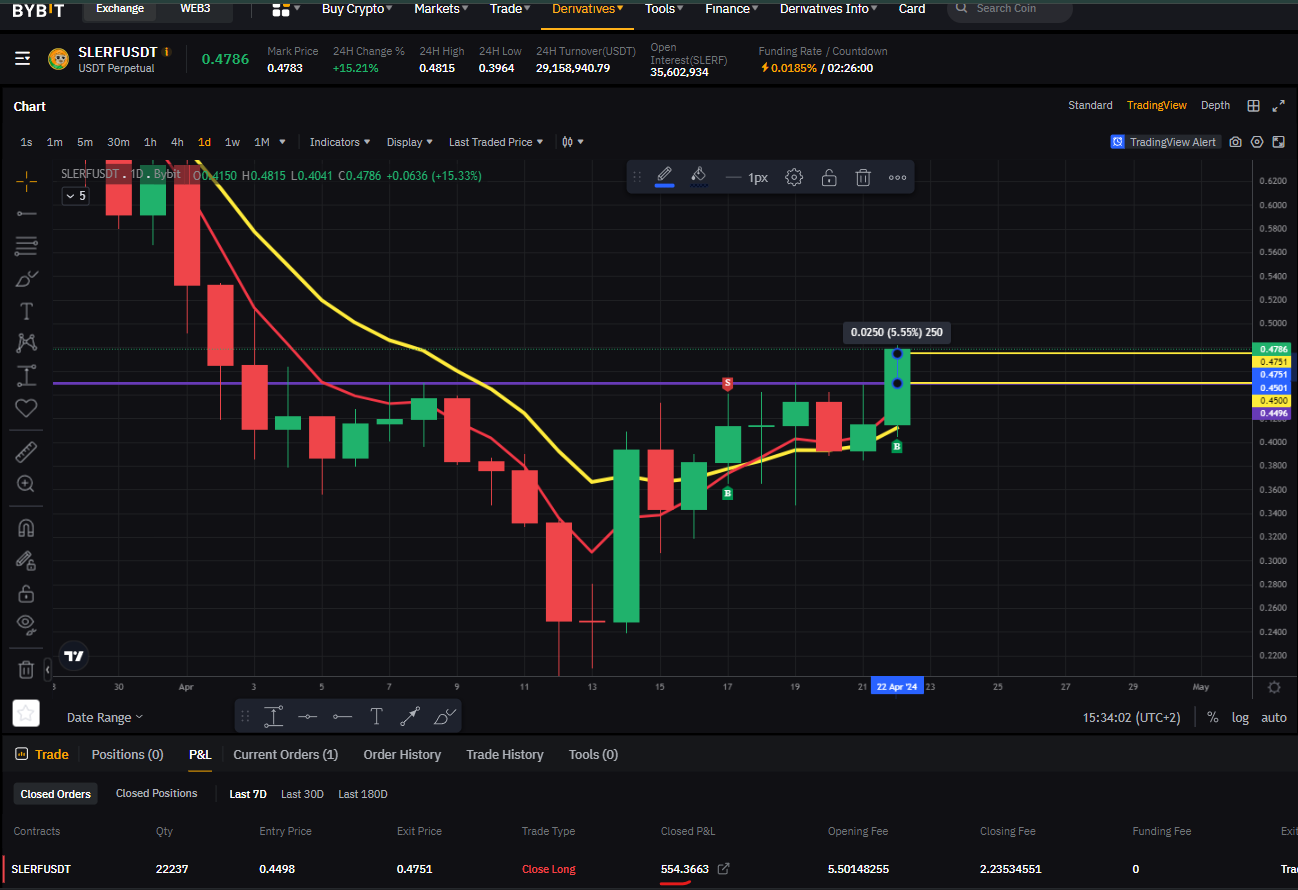 BYBIT Exchange WEB3 Buy Crypto Markets Trade Derivatives Tools Finance Derivatives Info Card Search Coin
SLERFUSDT
USDT Perpetual
0.4786
Mark Price
0.4783
24H Change %
+15.21%
24H High
0.4815
24H Low
0.3964
24H Turnover(USDT)
29,158,940.79
Open
Interest(SLERF)
35,602,934
Funding Rate / Countdown
0.0185% / 02:26:00
Chart
Standard TradingView Depth
1s 1m 5m 30m 1h 4h 1d 1w 1M Indicators Display Last Traded Price
TradingView Alert
SLERFUSDT . 1D . Bybit O0.4150 H0.4815 L0.4041 C0.4786 +0.0636 (+15.33%)
5
1px
0.0250 (5.55%) 250
S
B
B
0.6200
0.6000
0.5800
0.5600
0.5400
0.5200
0.5000
0.4786
0.4751
0.4751
0.4501
0.4500
0.4496
0.4000
0.3800
0.3600
0.3400
0.3200
0.3000
0.2800
0.2600
0.2400
0.2200
30 Apr 3 5 7 9 11 13 15 17 19 21 22 Apr '24 23 25 27 29 May
Date Range
15:34:02 (UTC+2) % log auto
Trade Positions (0) P&L Current Orders (1) Order History Trade History Tools (0)
Closed Orders Closed Positions Last 7D Last 30D Last 180D
Contracts Qty Entry Price Exit Price Trade Type Closed P&L Opening Fee Closing Fee Funding Fee Exit
SLERFUSDT 22237 0.4498 0.4751 Close Long 554.3663 5.50148255 2.23534551 0